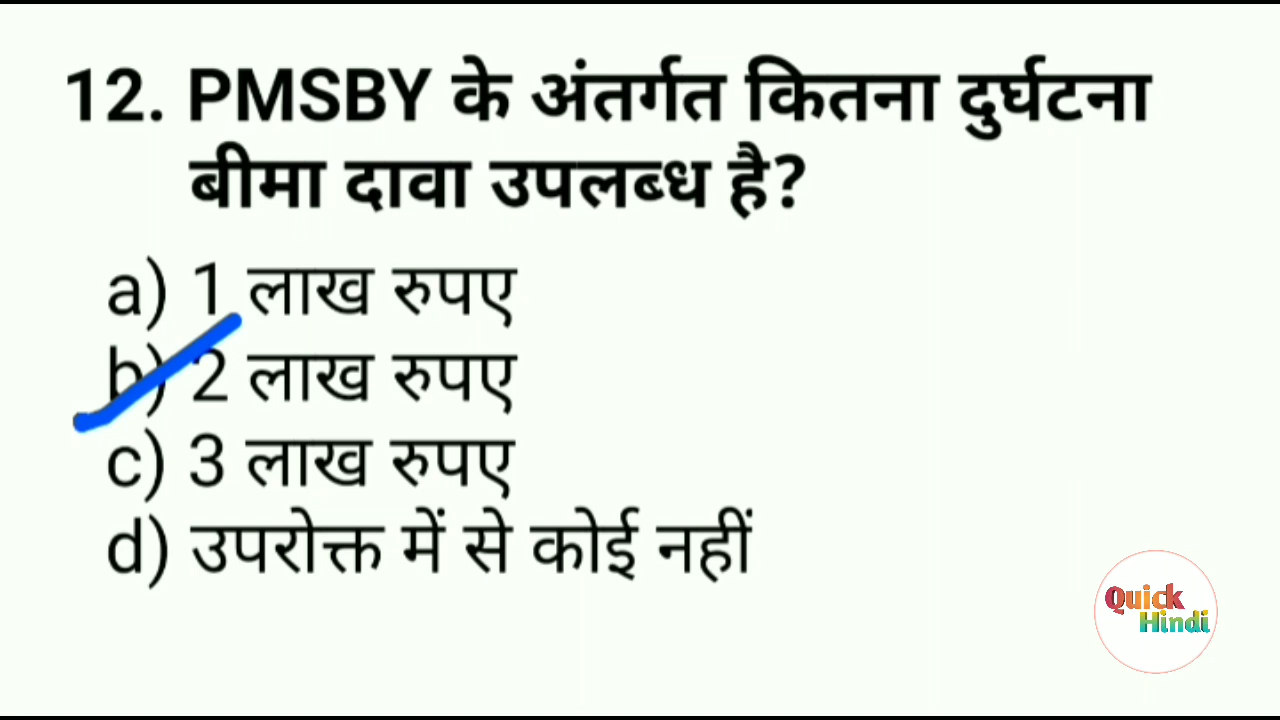 12. PMSBY के अंतर्गत कितना दुर्घटना
बीमा दावा उपलब्ध है?
a) 1 लाख रुपए
b) 2 लाख रुपए
c) 3 लाख रुपए
d) उपरोक्त में से कोई नहीं
Quick
Hindi